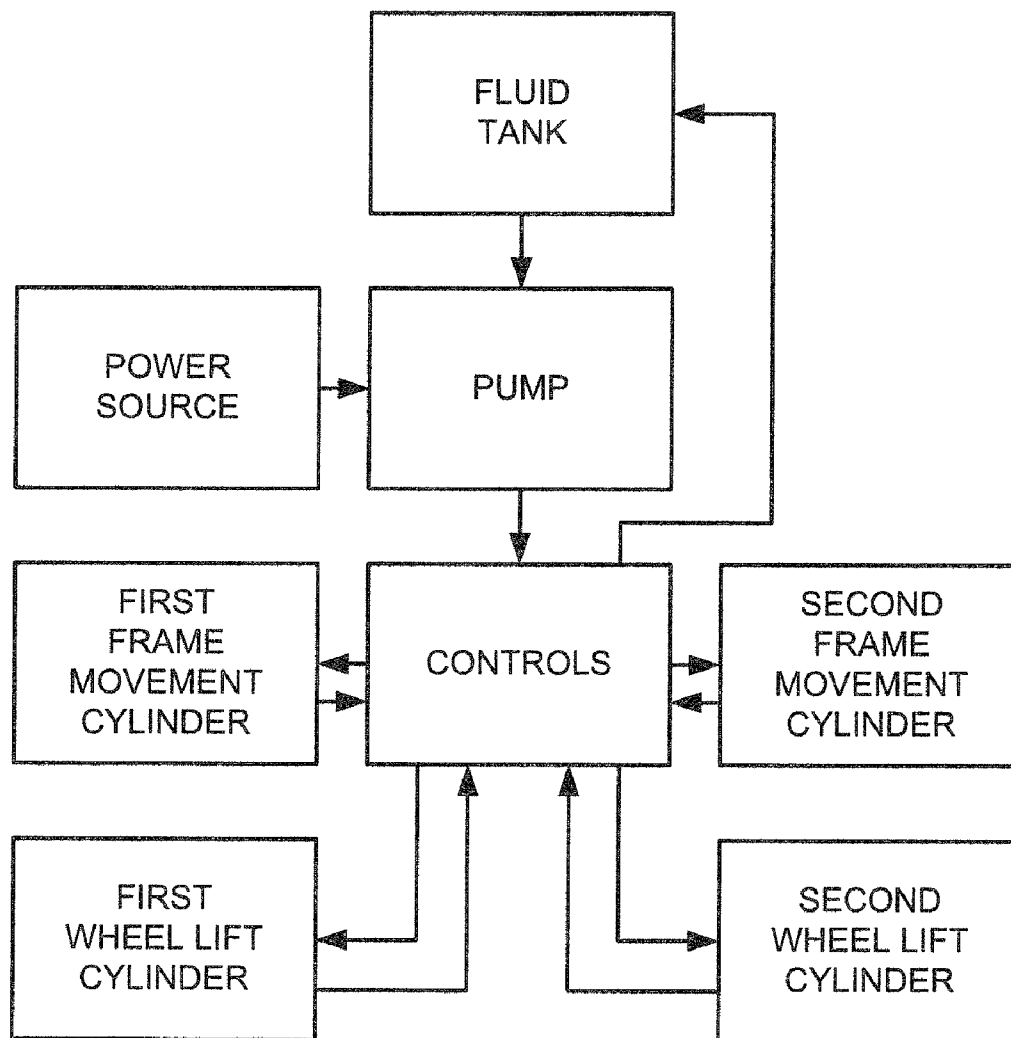 FLUID
TANK
POWER
SOURCE
PUMP
FIRST
FRAME
MOVEMENT
CYLINDER
CONTROLS
SECOND
FRAME
MOVEMENT
CYLINDER
FIRST
WHEEL LIFT
CYLINDER
SECOND
WHEEL LIFT
CYLINDER